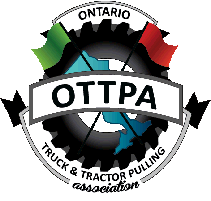 ONTARIO
OTTPA
TRUCK & TRACTOR PULLING
association